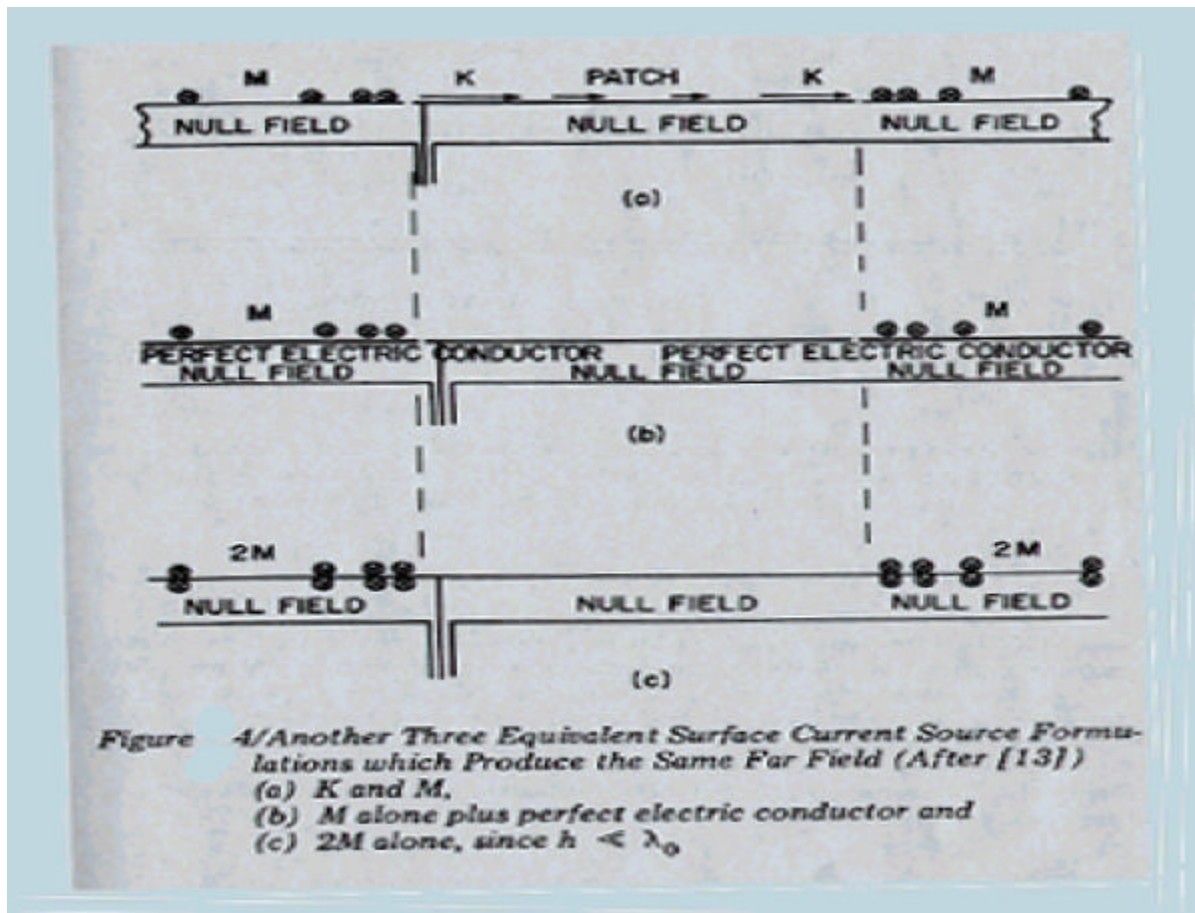 M K PATCH K M
NULL FIELD NULL FIELD NULL FIELD
(a)
M M
PERFECT ELECTRIC CONDUCTOR PERFECT ELECTRIC CONDUCTOR
NULL FIELD NULL FIELD NULL FIELD
(b)
2M 2M
NULL FIELD NULL FIELD NULL FIELD
(c)
Figure 4/Another Three Equivalent Surface Current Source Formu-
lations which Produce the Same Far Field (After [13])
(a) K and M,
(b) M alone plus perfect electric conductor and
(c) 2M alone, since h < λ₀